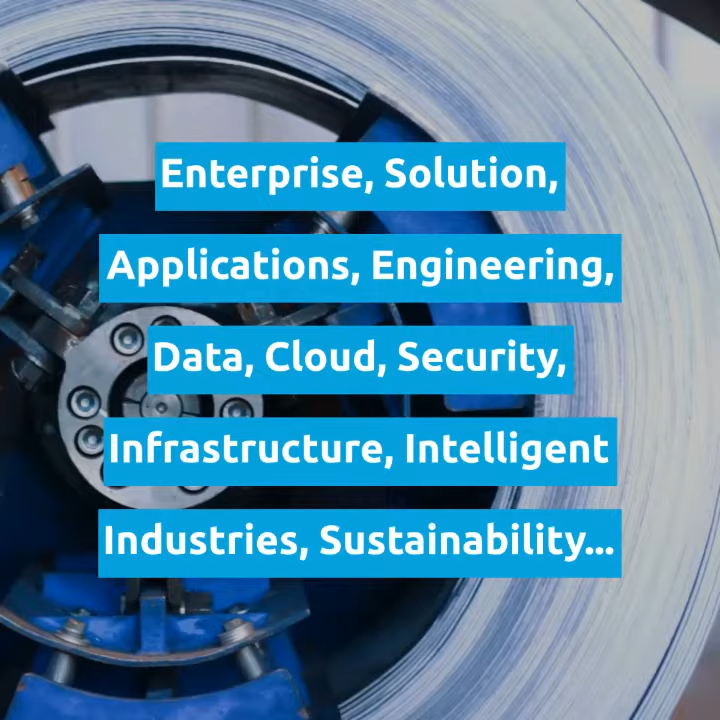 Enterprise, Solution,
Applications, Engineering,
Data, Cloud, Security,
Infrastructure, Intelligent
Industries, Sustainability...